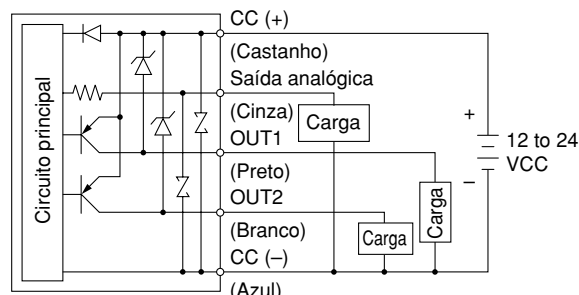 CC (+)
(Castanho)
Saída analógica
(Cinza)
OUT1
(Preto)
OUT2
(Branco)
CC (–)
(Azul)
Circuito principal
Carga
Carga
Carga
+
12 to 24
VCC
–